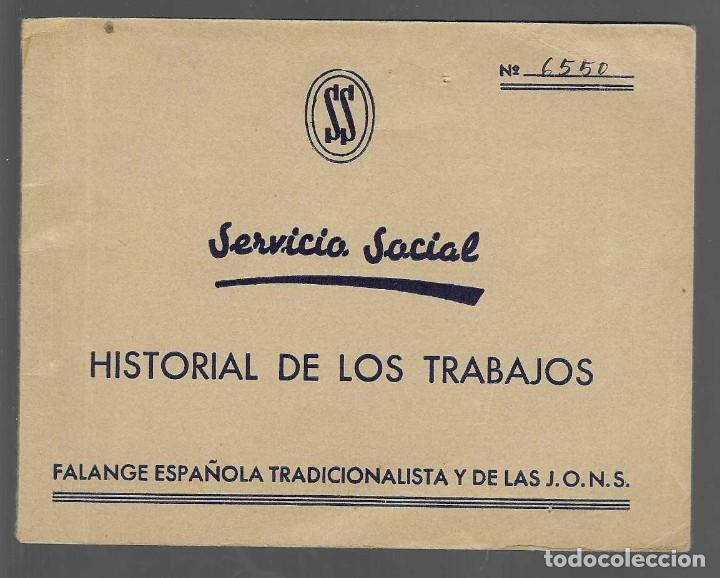 Nº 6550
SS
Servicio Social
HISTORIAL DE LOS TRABAJOS
FALANGE ESPAÑOLA TRADICIONALISTA Y DE LAS J.O.N.S.
todocoleccion